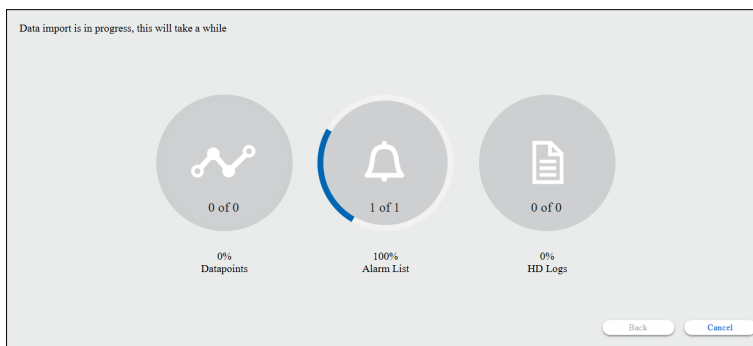 Data import is in progress, this will take a while
0 of 0
1 of 1
0 of 0
0%
Datapoints
100%
Alarm List
0%
HD Logs
Back
Cancel